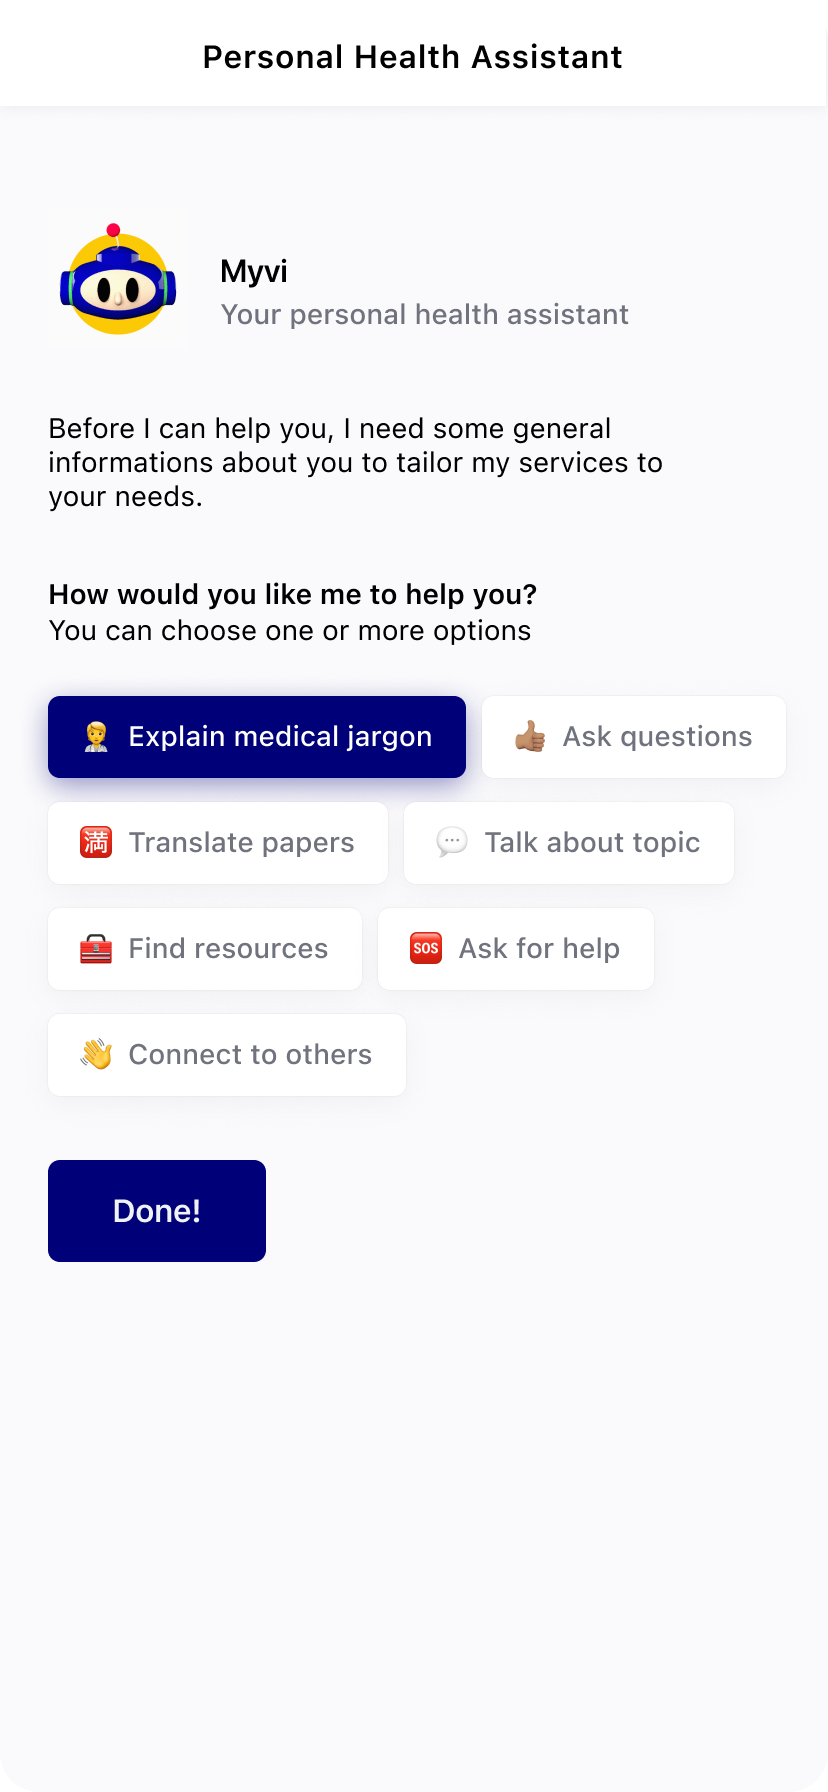 Personal Health Assistant
Myvi
Your personal health assistant
Before I can help you, I need some general
informations about you to tailor my services to
your needs.
How would you like me to help you?
You can choose one or more options
Explain medical jargon
Ask questions
満 Translate papers
Talk about topic
Find resources
SOS Ask for help
Connect to others
Done!